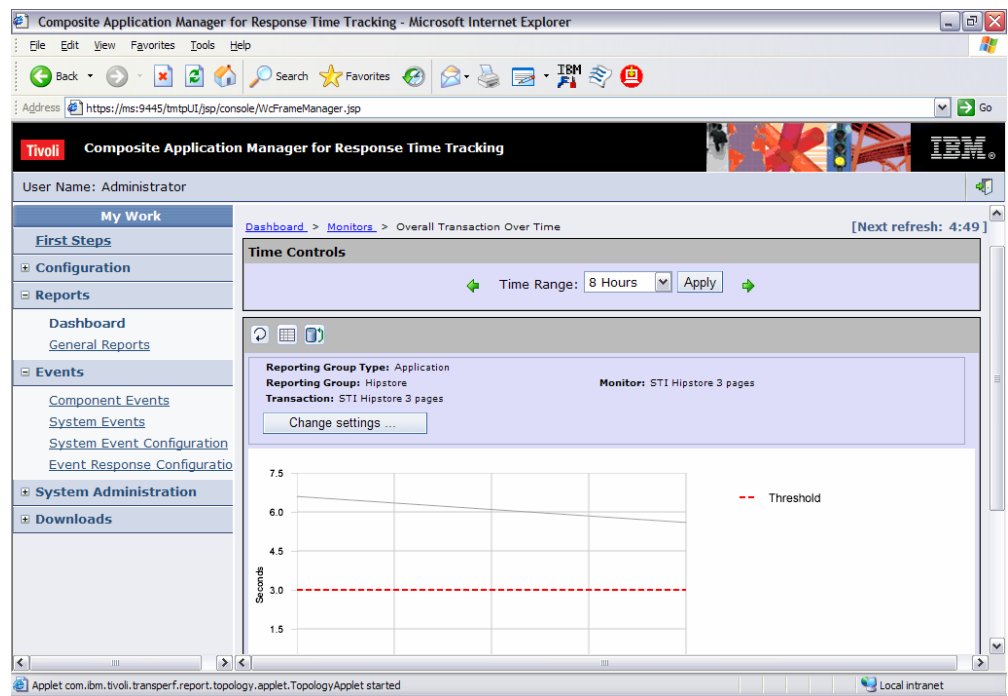 Composite Application Manager for Response Time Tracking - Microsoft Internet Explorer
File Edit View Favorites Tools Help
Back Search Favorites IBM
Address https://ms:9445/tmtpUI/jsp/console/WcFrameManager.jsp Go
Tivoli Composite Application Manager for Response Time Tracking IBM
User Name: Administrator
My Work
First Steps
Configuration
Reports
Dashboard
General Reports
Events
Component Events
System Events
System Event Configuration
Event Response Configuratio
System Administration
Downloads
Dashboard > Monitors > Overall Transaction Over Time [Next refresh: 4:49]
Time Controls
Time Range: 8 Hours Apply
Reporting Group Type: Application
Reporting Group: Hipstore Monitor: STI Hipstore 3 pages
Transaction: STI Hipstore 3 pages
Change settings ...
7.5
6.0
4.5
3.0
1.5
Seconds
Threshold
Applet com.ibm.tivoli.transperf.report.topology.applet.TopologyApplet started Local intranet